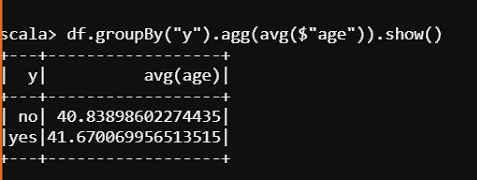 scala> df.groupBy("y").agg(avg($"age")).show()
+---+------------------+
|  y|          avg(age)|
+---+------------------+
| no| 40.83898602274435|
|yes|41.670069956513515|
+---+------------------+